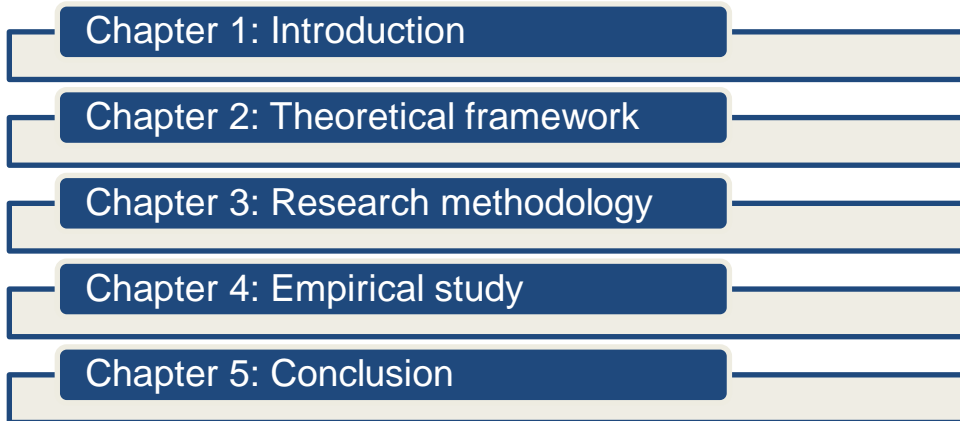 Chapter 1: Introduction
Chapter 2: Theoretical framework
Chapter 3: Research methodology
Chapter 4: Empirical study
Chapter 5: Conclusion